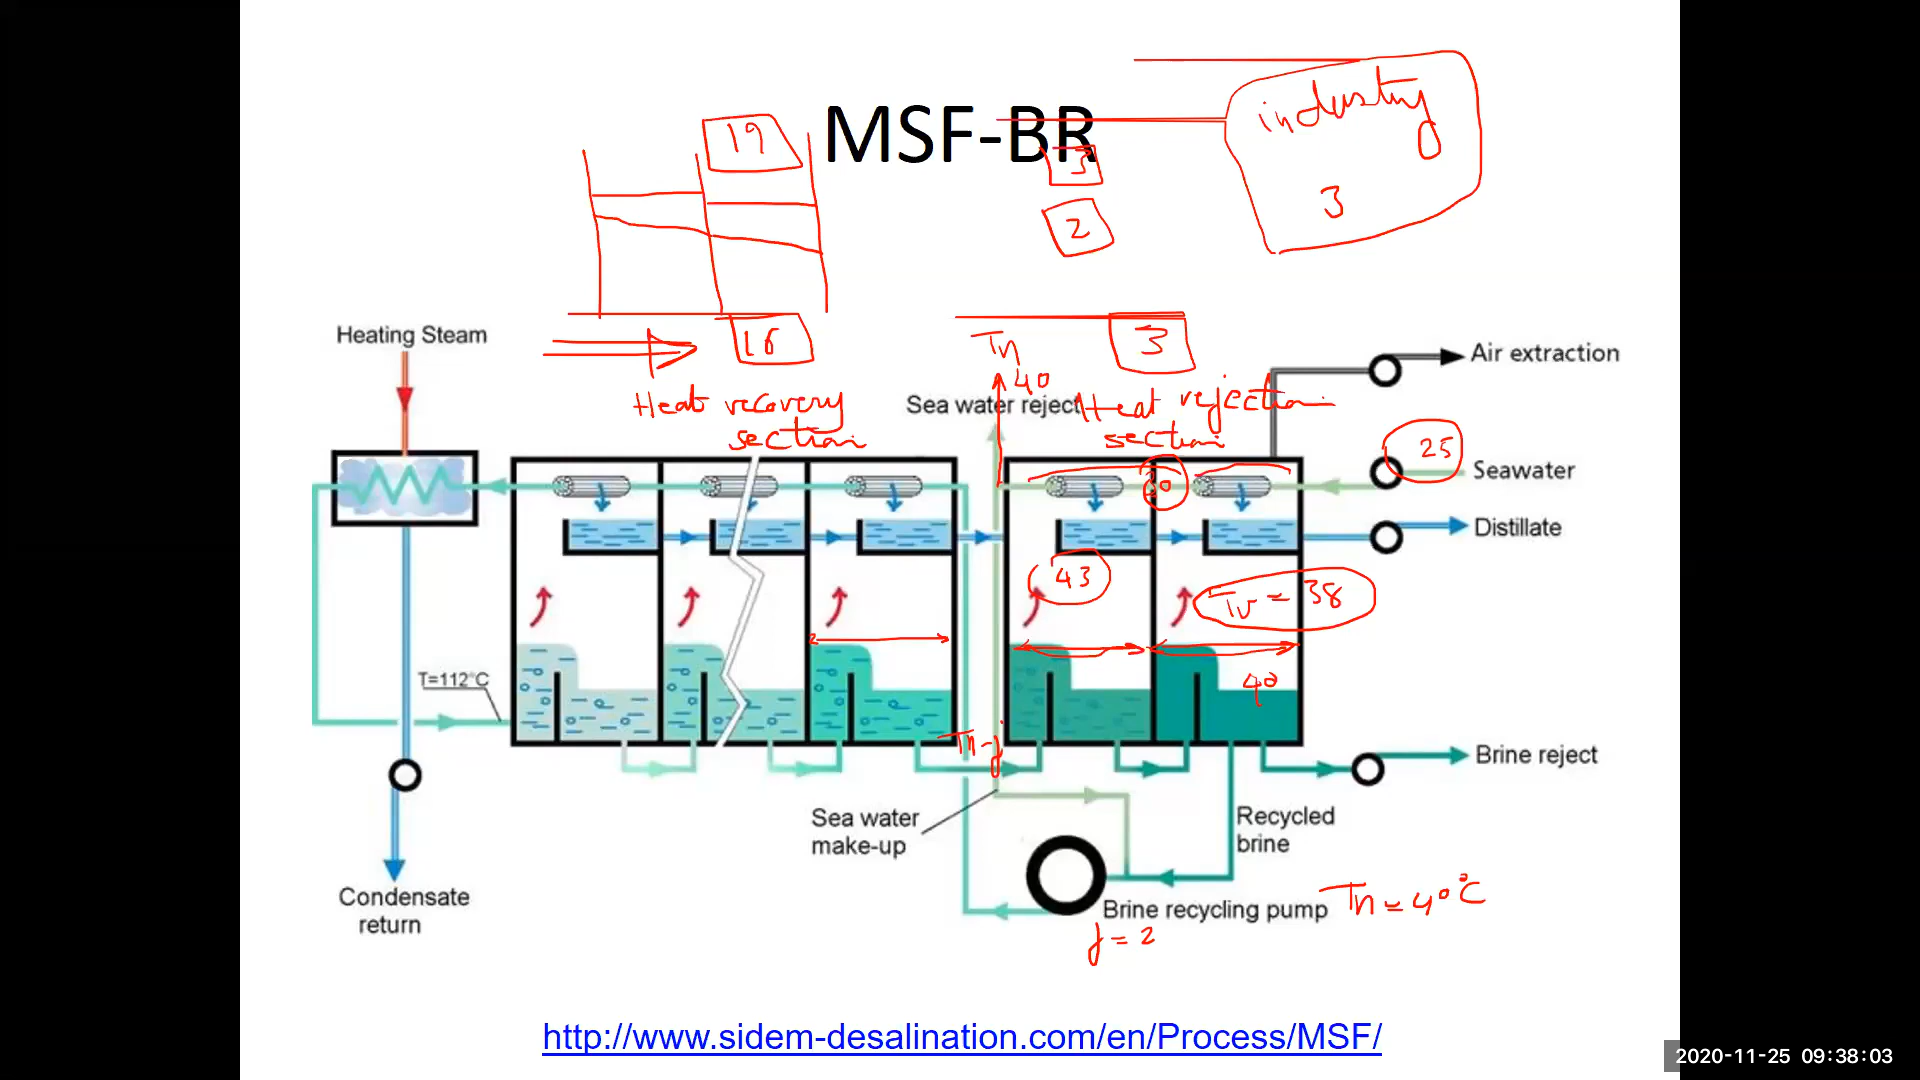 industry
19
MSF-BR
3
3
2
Tn
16
3
Heating Steam
40
Air extraction
Heat recovery
section
Sea water reject
Heat rejection
section
25
Seawater
Distillate
43
Tv = 38
T=112°C
40
Tn-j
Brine reject
Sea water
make-up
Recycled
brine
Condensate
return
Brine recycling pump
Tn = 40°C
j = 2
http://www.sidem-desalination.com/en/Process/MSF/
2020-11-25 09:38:03